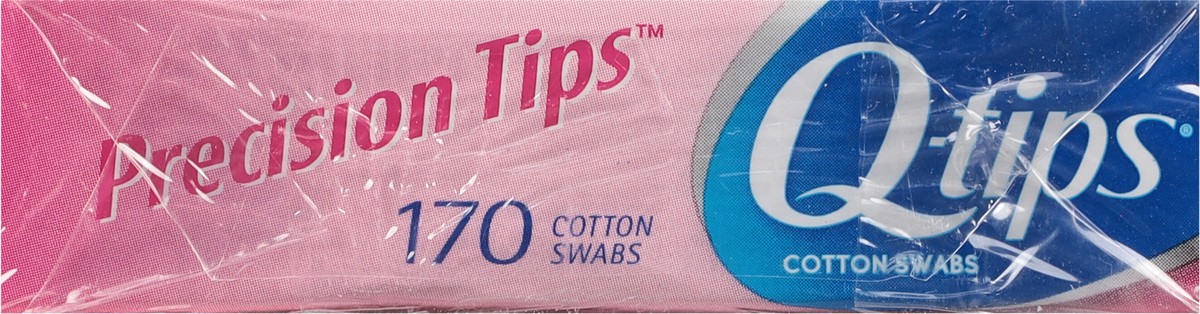 Precision Tips™
170 COTTON
SWABS
Q-tips®
COTTON SWABS